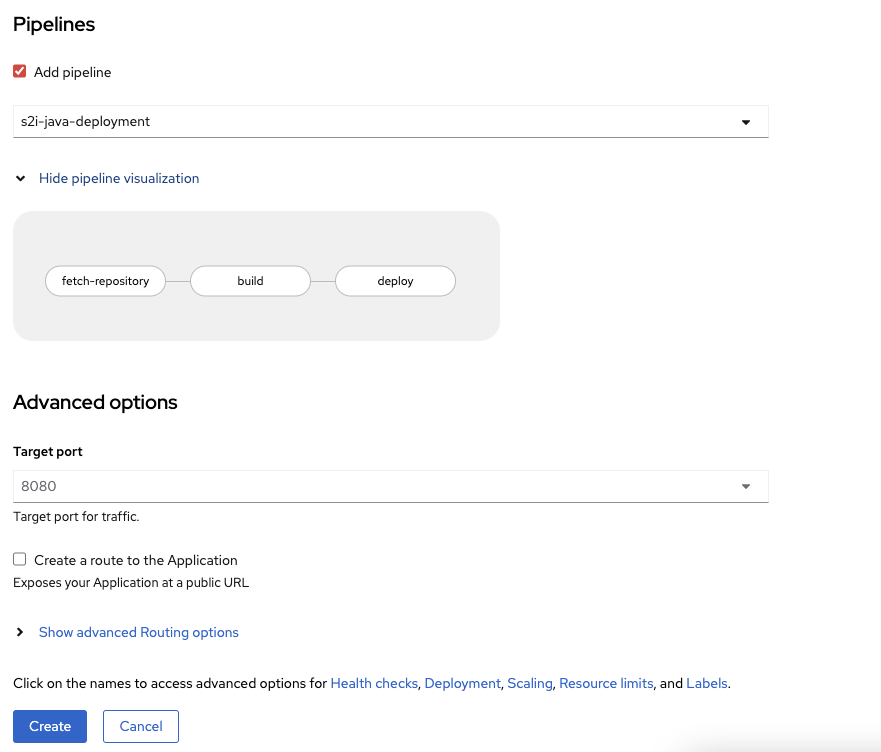 Pipelines
Add pipeline
s2i-java-deployment
Hide pipeline visualization
fetch-repository build deploy
Advanced options
Target port
8080
Target port for traffic.
Create a route to the Application
Exposes your Application at a public URL
Show advanced Routing options
Click on the names to access advanced options for Health checks, Deployment, Scaling, Resource limits, and Labels.
Create Cancel